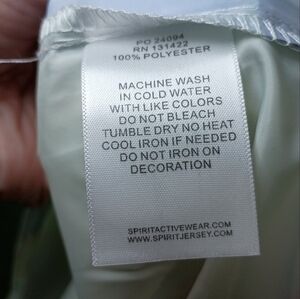 PO 24094
RN 131422
100% POLYESTER
MACHINE WASH
IN COLD WATER
WITH LIKE COLORS
DO NOT BLEACH
TUMBLE DRY NO HEAT
COOL IRON IF NEEDED
DO NOT IRON ON
DECORATION
SPIRITACTIVEWEAR.COM
WWW.SPIRITJERSEY.COM